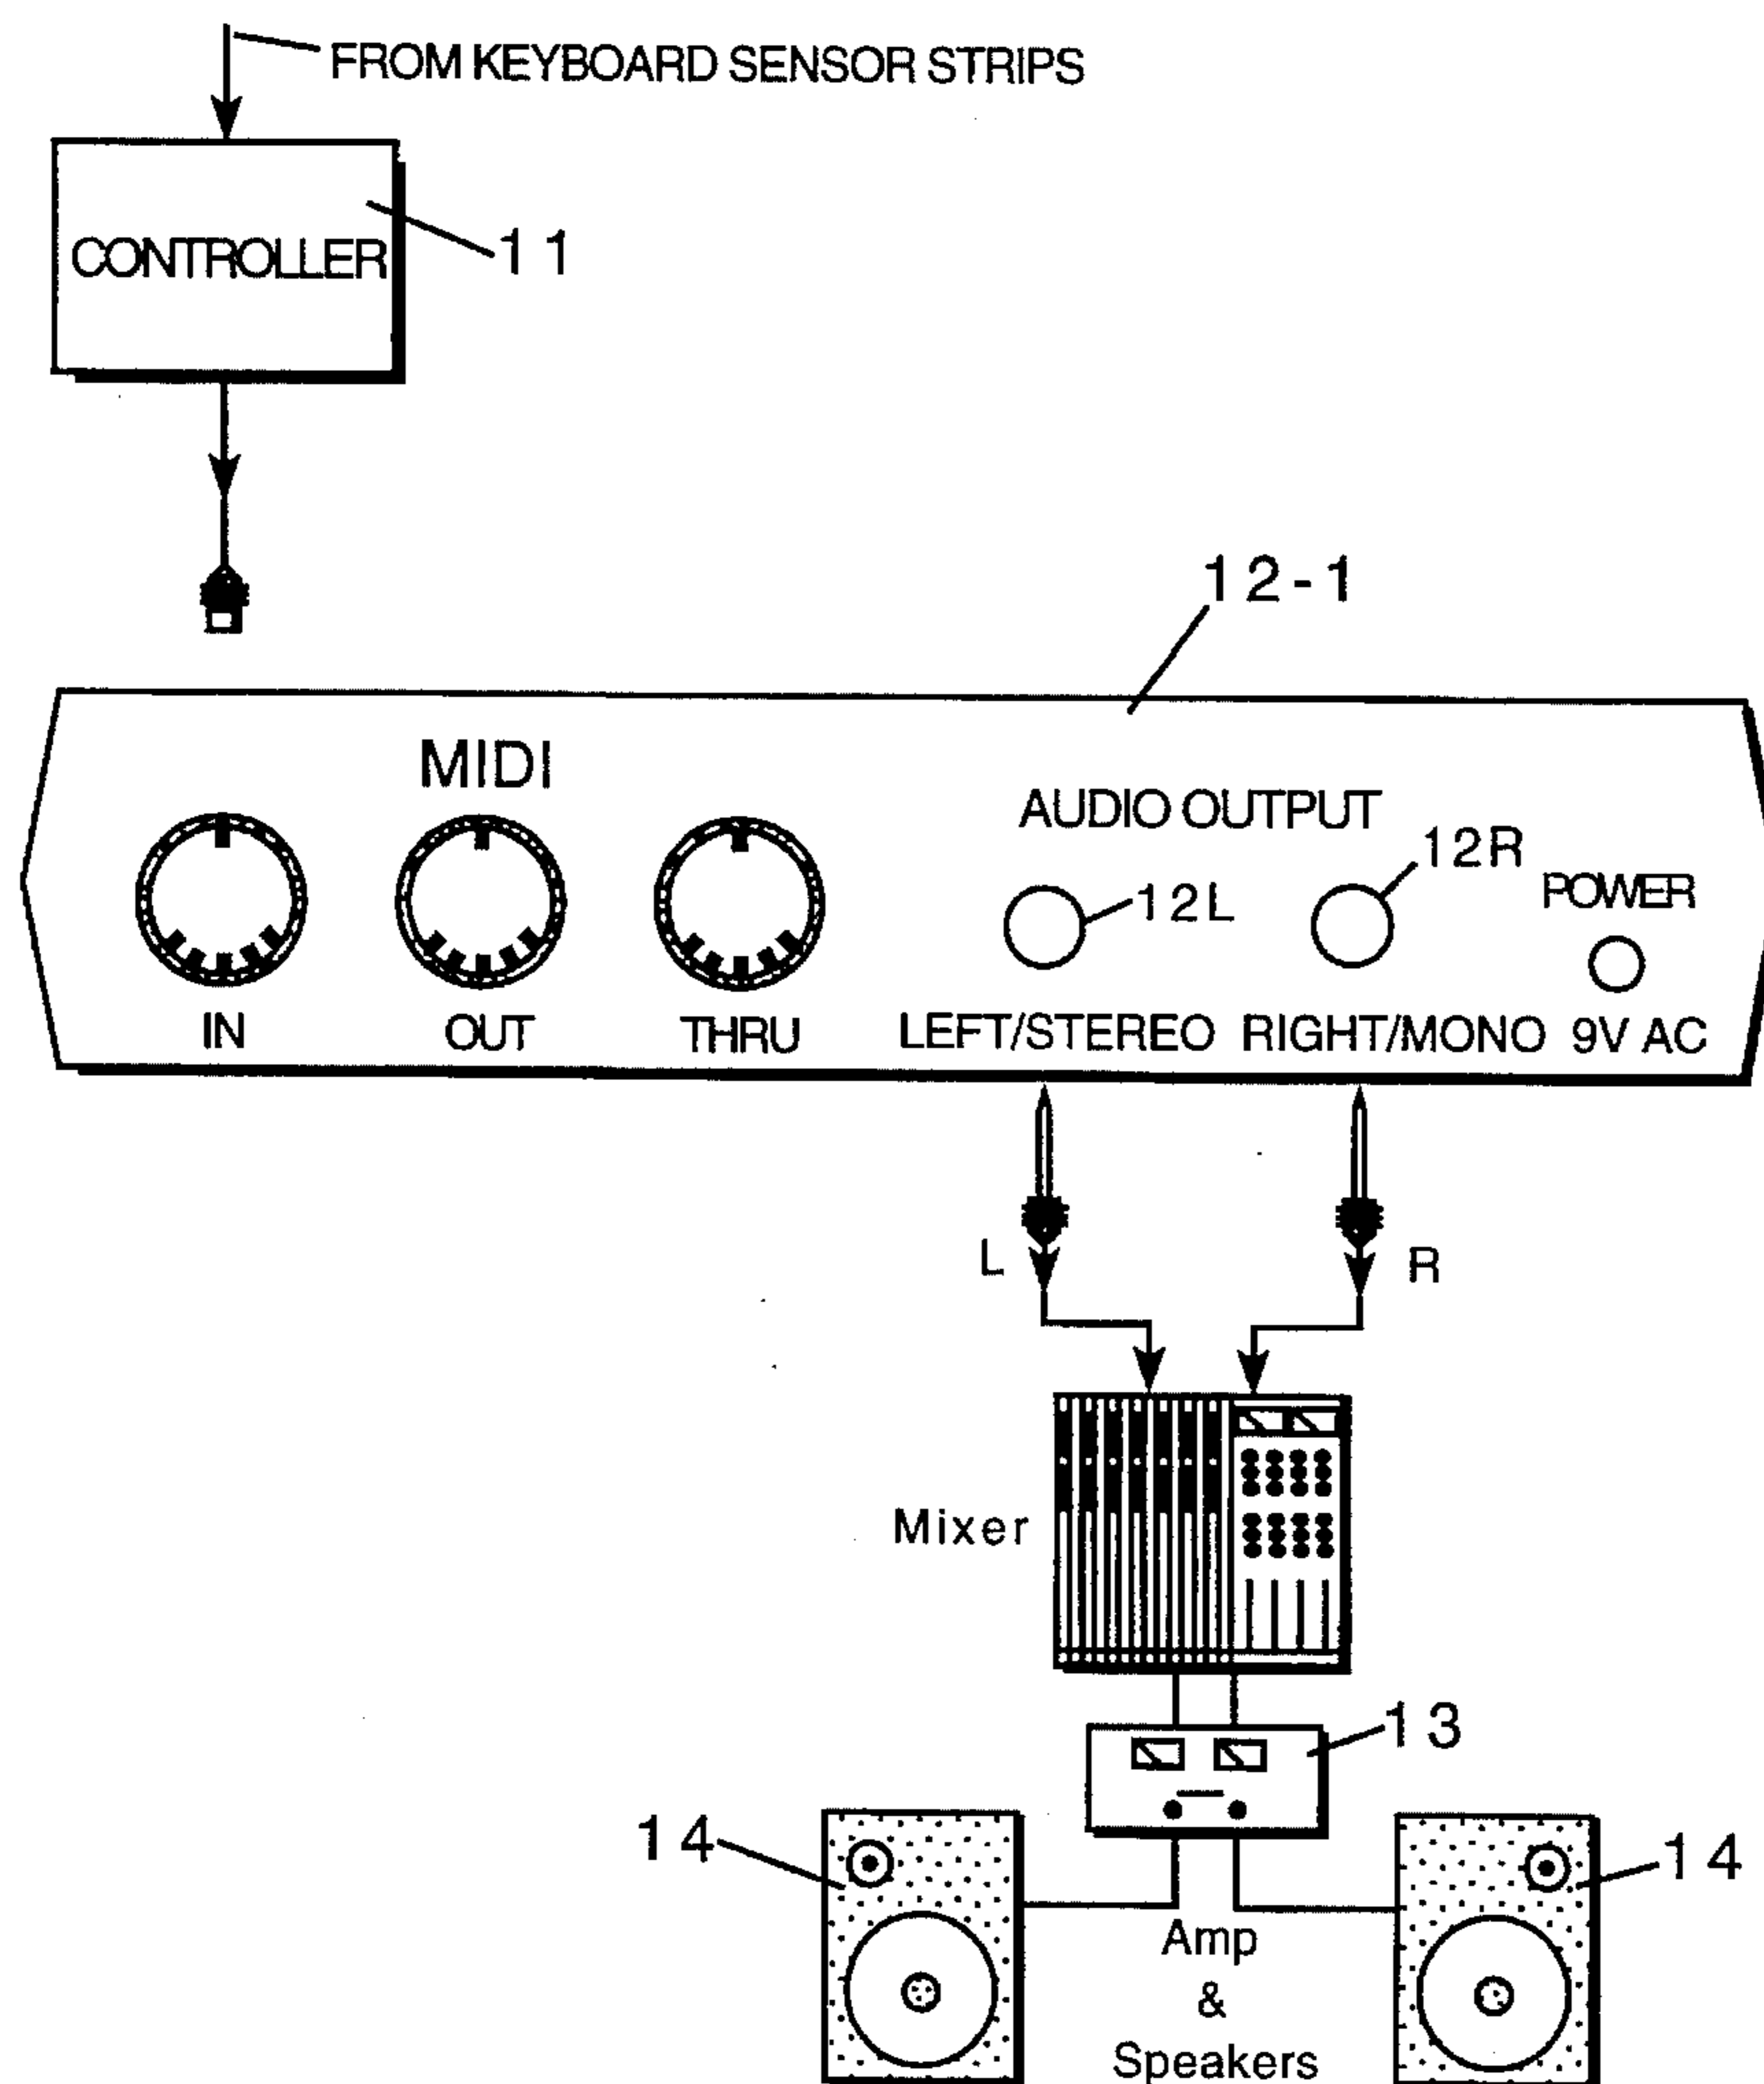 FROM KEYBOARD SENSOR STRIPS
CONTROLLER
11
12-1
MIDI
AUDIO OUTPUT
12R
12L
POWER
IN
OUT
THRU
LEFT/STEREO
RIGHT/MONO
9V AC
L
R
Mixer
13
14
14
Amp
&
Speakers